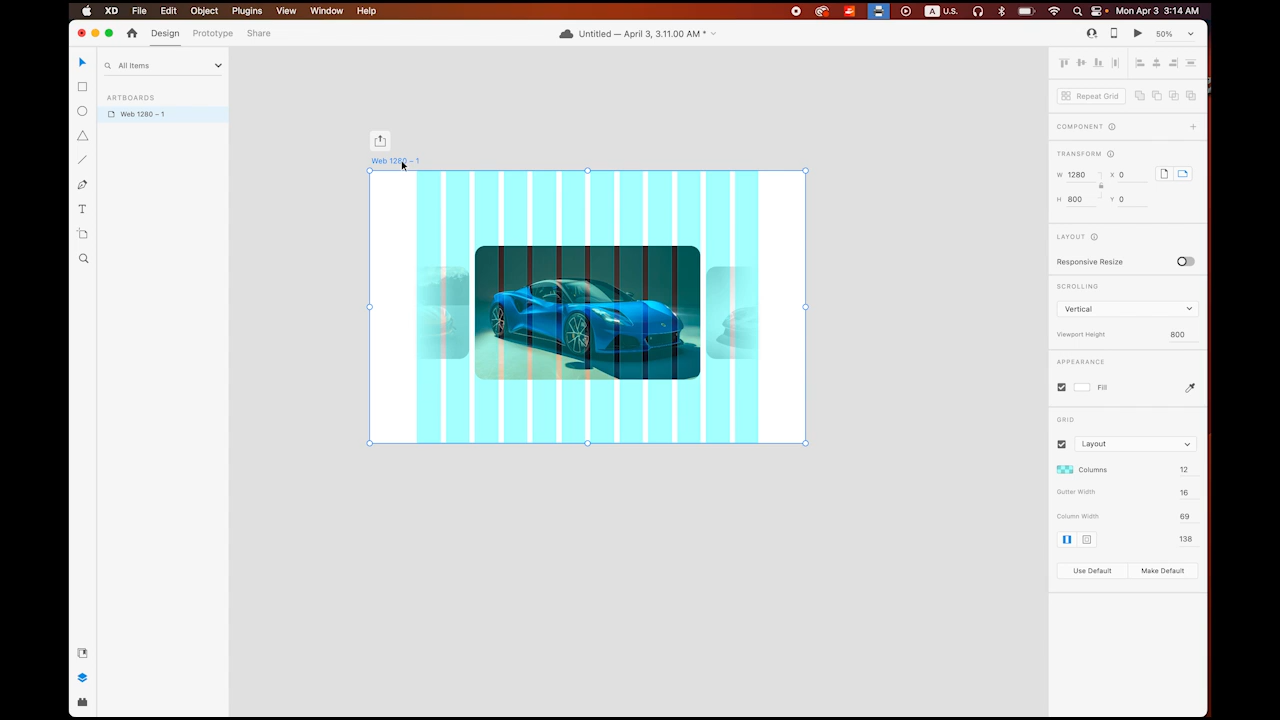 XD File Edit Object Plugins View Window Help
A U.S. Mon Apr 3 3:14 AM
Design Prototype Share
Untitled — April 3, 3.11.00 AM *
50%
All Items
ARTBOARDS
Web 1280 – 1
Web 1280 – 1
Repeat Grid
COMPONENT
TRANSFORM
W 1280 X 0
H 800 Y 0
LAYOUT
Responsive Resize
SCROLLING
Vertical
Viewport Height 800
APPEARANCE
Fill
GRID
Layout
Columns 12
Gutter Width 16
Column Width 69
138
Use Default Make Default